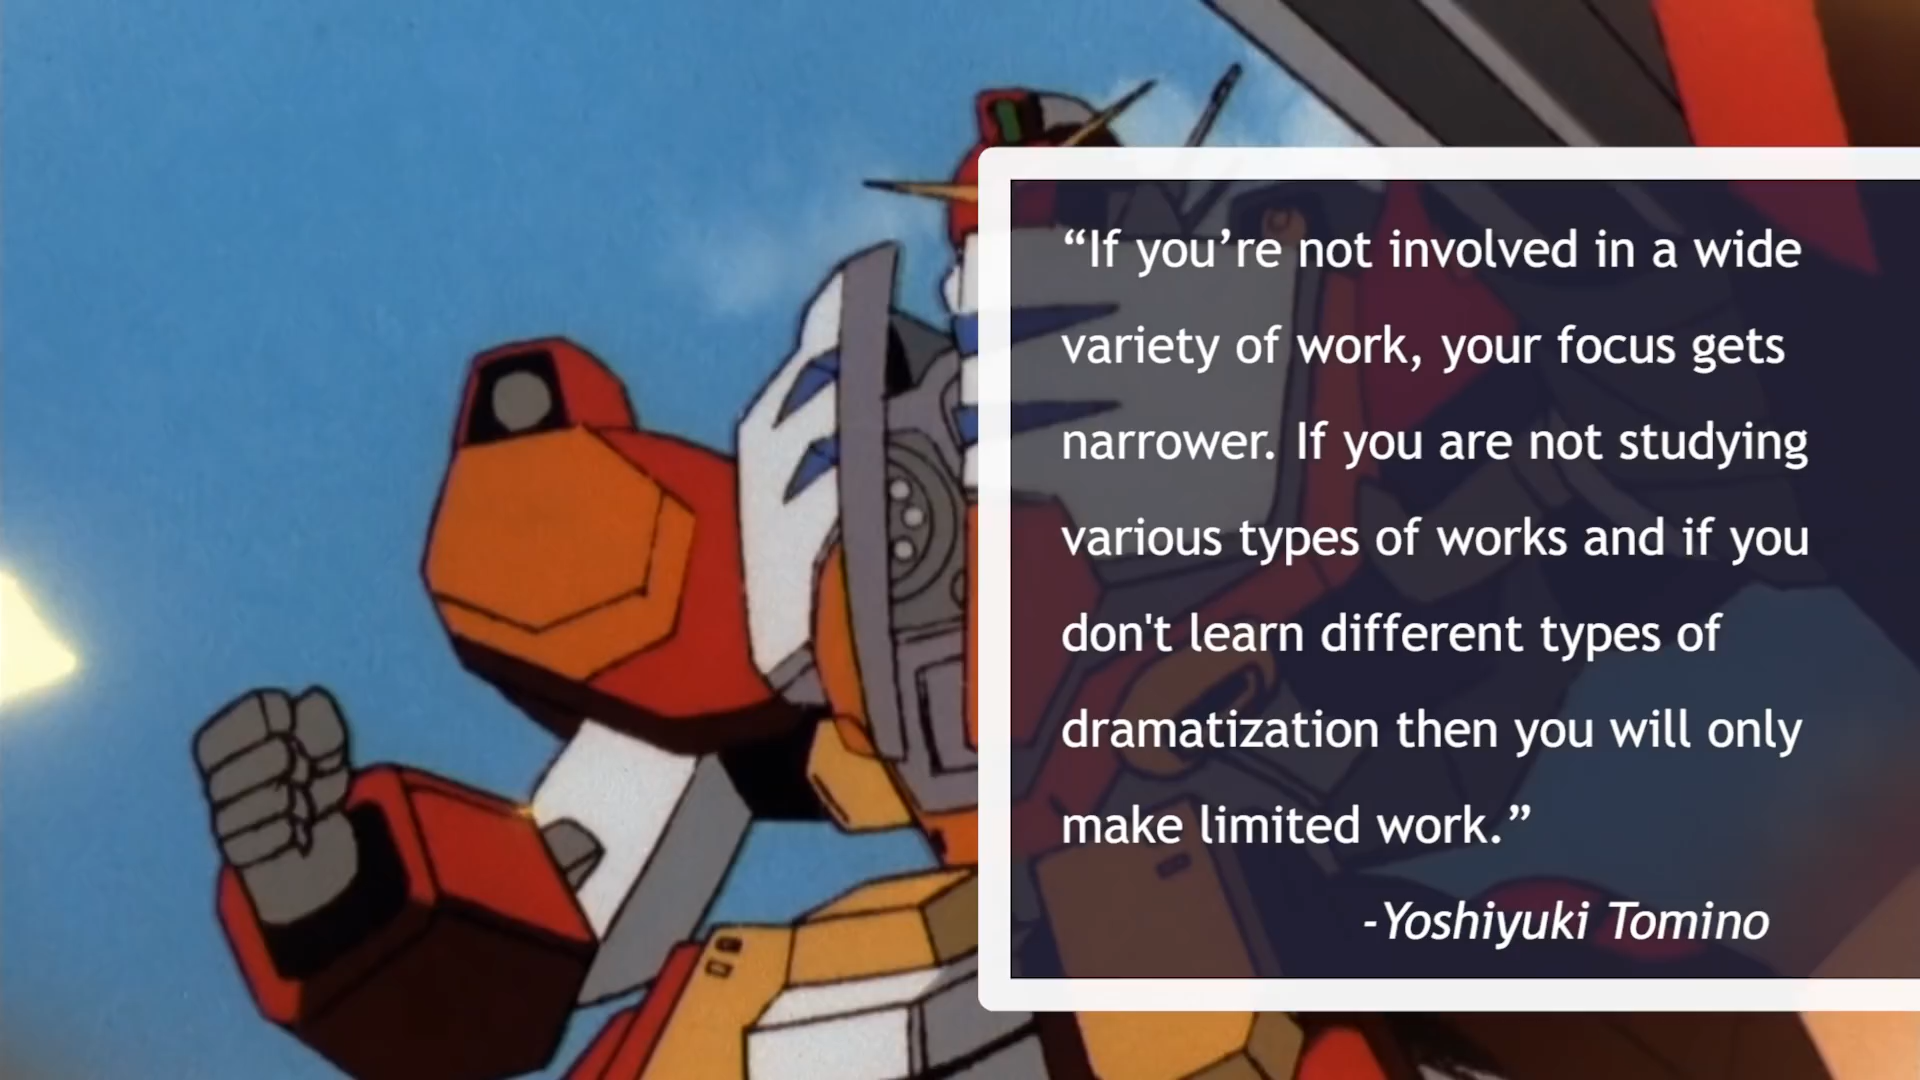 “If you’re not involved in a wide
variety of work, your focus gets
narrower. If you are not studying
various types of works and if you
don't learn different types of
dramatization then you will only
make limited work.”
-Yoshiyuki Tomino